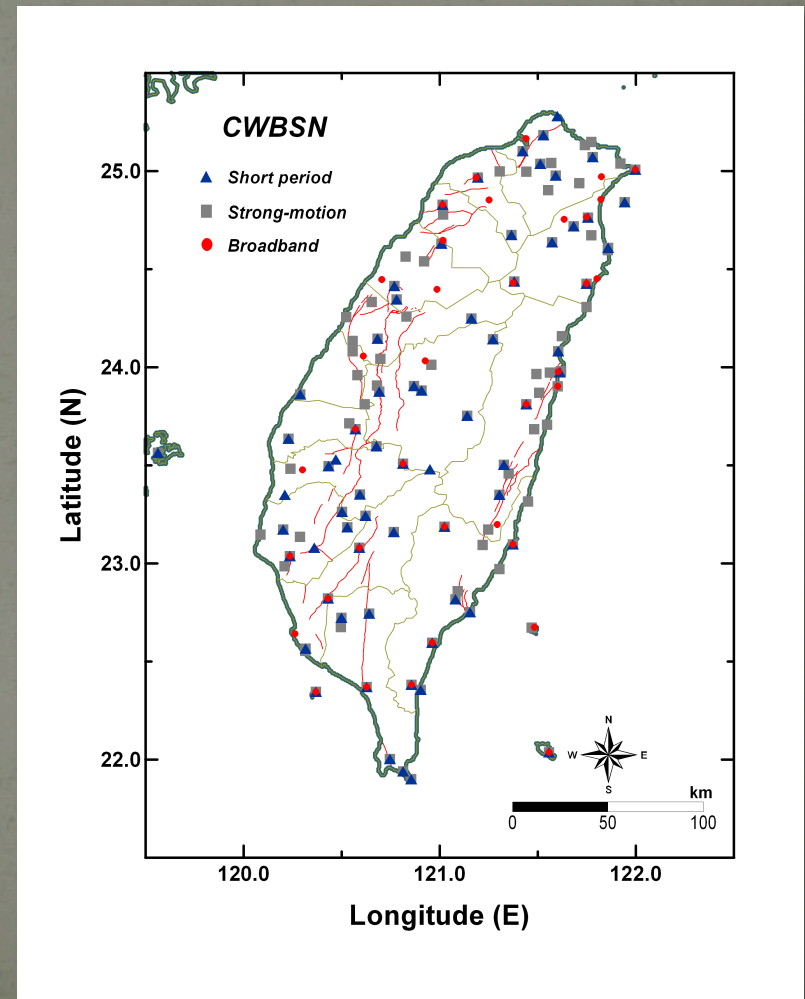 CWBSN
Short period
Strong-motion
Broadband
25.0
24.0
23.0
22.0
Latitude (N)
N
W E
S
km
0 50 100
120.0 121.0 122.0
Longitude (E)